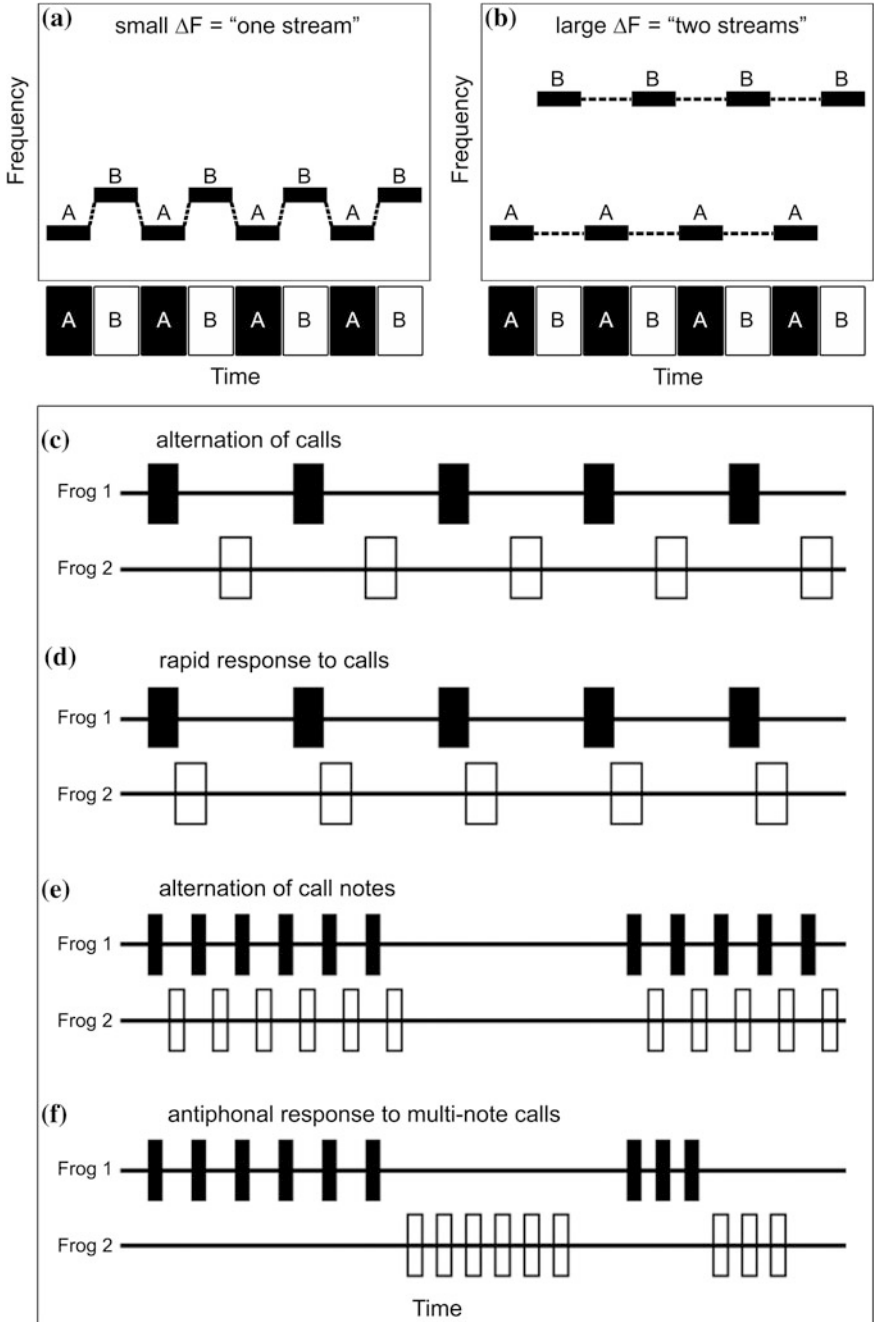 (a) small ΔF = “one stream”
Frequency
B B B B
A A A A
A B A B A B A B
Time
(b) large ΔF = “two streams”
Frequency
B B B B
A A A A
A B A B A B A B
Time
(c) alternation of calls
Frog 1
Frog 2
(d) rapid response to calls
Frog 1
Frog 2
(e) alternation of call notes
Frog 1
Frog 2
(f) antiphonal response to multi-note calls
Frog 1
Frog 2
Time